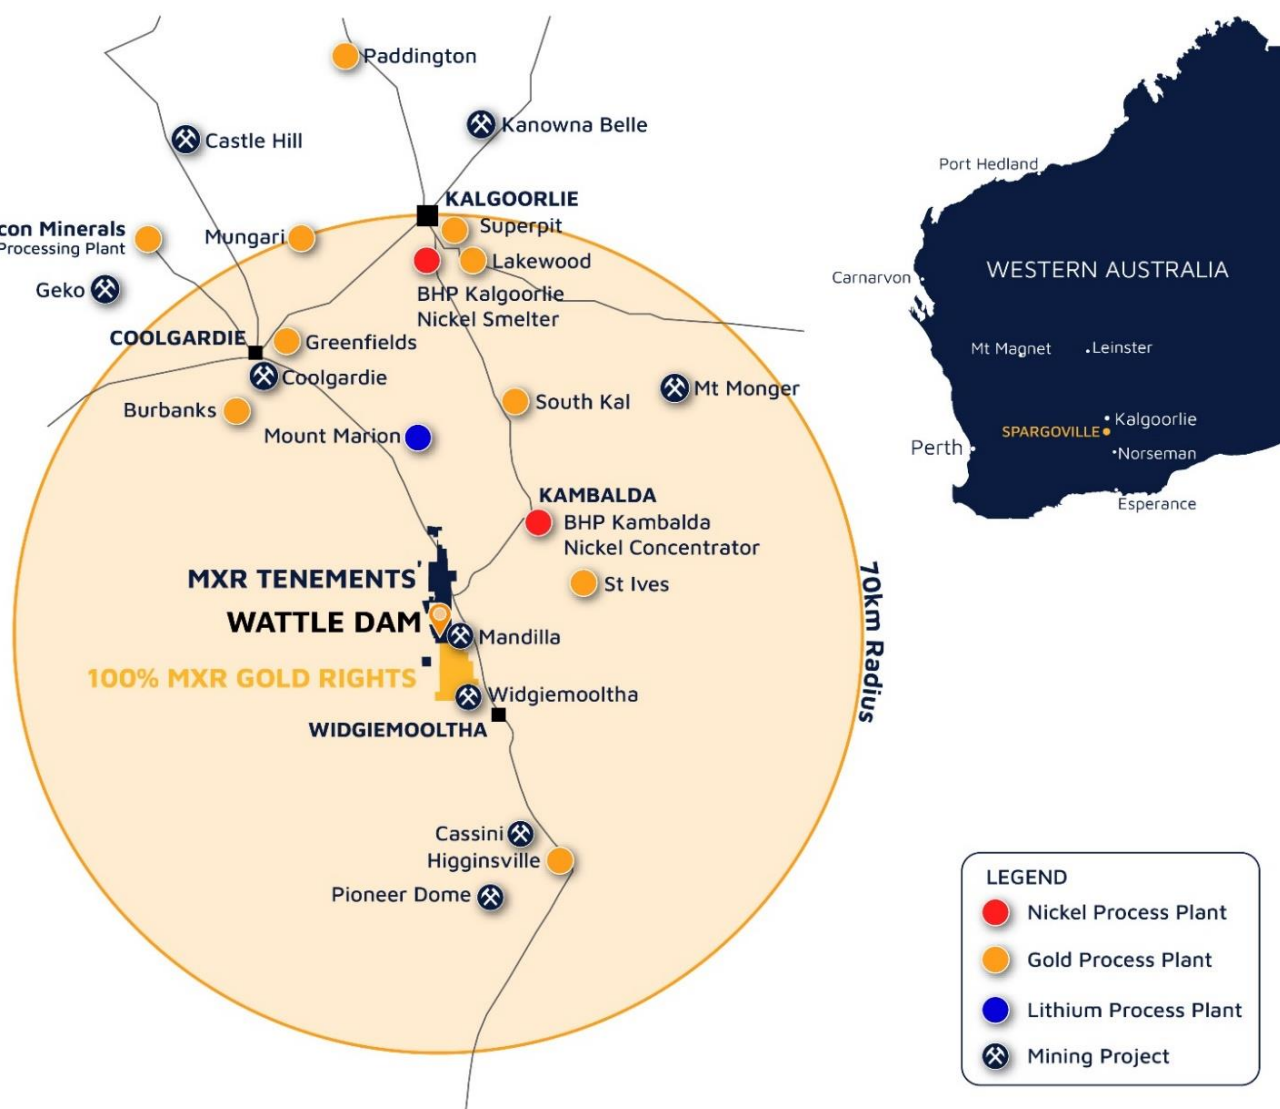 Paddington
Kanowna Belle
Castle Hill
KALGOORLIE
Superpit
con Minerals
Processing Plant
Mungari
Lakewood
Geko
BHP Kalgoorlie
Nickel Smelter
COOLGARDIE
Greenfields
Coolgardie
Mt Monger
Burbanks
South Kal
Mount Marion
KAMBALDA
BHP Kambalda
Nickel Concentrator
MXR TENEMENTS'
St Ives
WATTLE DAM
Mandilla
100% MXR GOLD RIGHTS
Widgiemooltha
WIDGIEMOOLTHA
70km Radius
Cassini
Higginsville
Pioneer Dome
Port Hedland
WESTERN AUSTRALIA
Carnarvon
Mt Magnet
Leinster
Kalgoorlie
SPARGOVILLE
Perth
Norseman
Esperance
LEGEND
Nickel Process Plant
Gold Process Plant
Lithium Process Plant
Mining Project